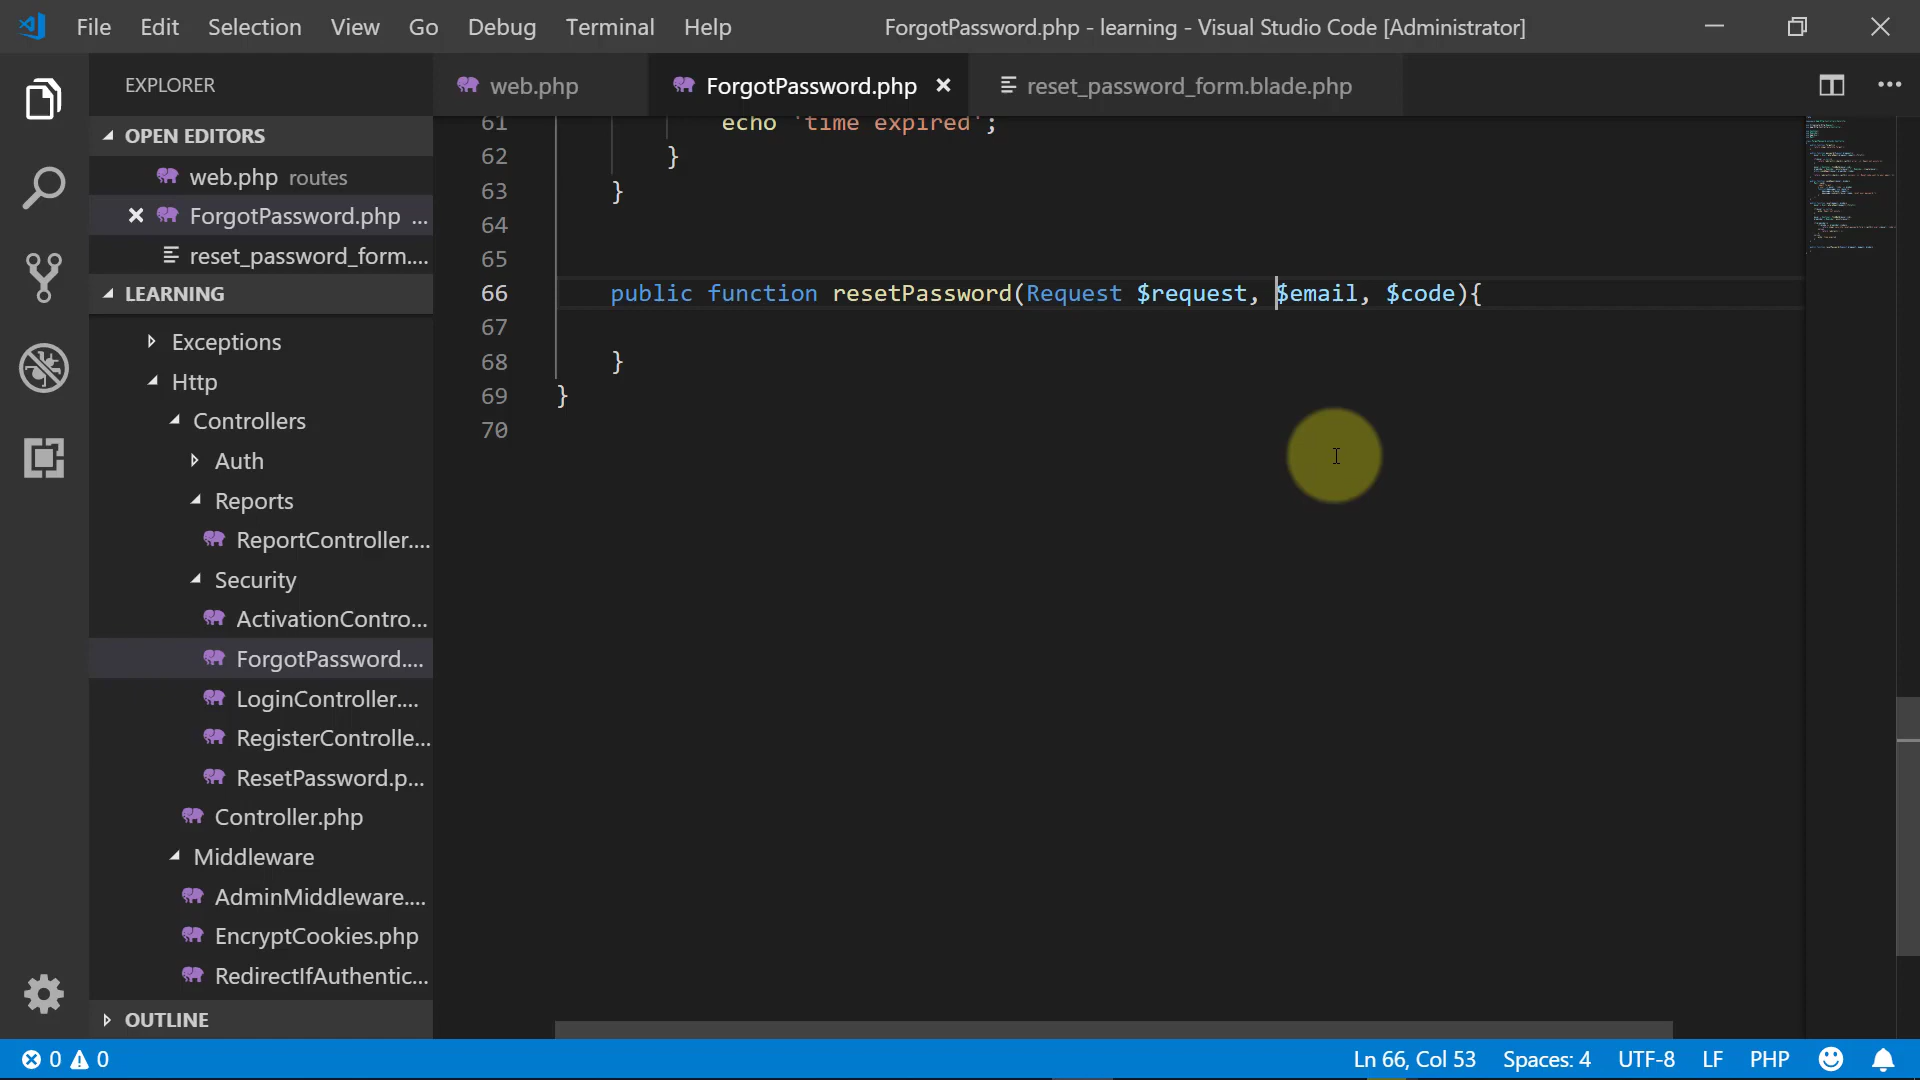 File Edit Selection View Go Debug Terminal Help ForgotPassword.php - learning - Visual Studio Code [Administrator]
EXPLORER
web.php ForgotPassword.php reset_password_form.blade.php
OPEN EDITORS
web.php routes
ForgotPassword.php ...
reset_password_form....
LEARNING
Exceptions
Http
Controllers
Auth
Reports
ReportController....
Security
ActivationContro...
ForgotPassword....
LoginController....
RegisterControlle...
ResetPassword.p...
Controller.php
Middleware
AdminMiddleware....
EncryptCookies.php
RedirectIfAuthentic...
OUTLINE
61 echo 'time expired';
62 }
63 }
64
65
66 public function resetPassword(Request $request, $email, $code){
67
68 }
69 }
70
0 0 Ln 66, Col 53 Spaces: 4 UTF-8 LF PHP